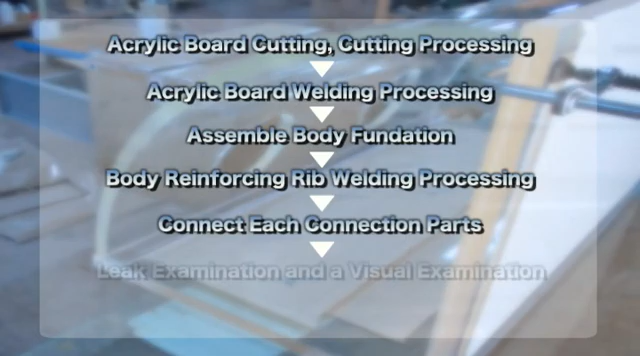 Acrylic Board Cutting, Cutting Processing
Acrylic Board Welding Processing
Assemble Body Fundation
Body Reinforcing Rib Welding Processing
Connect Each Connection Parts
Leak Examination and a Visual Examination